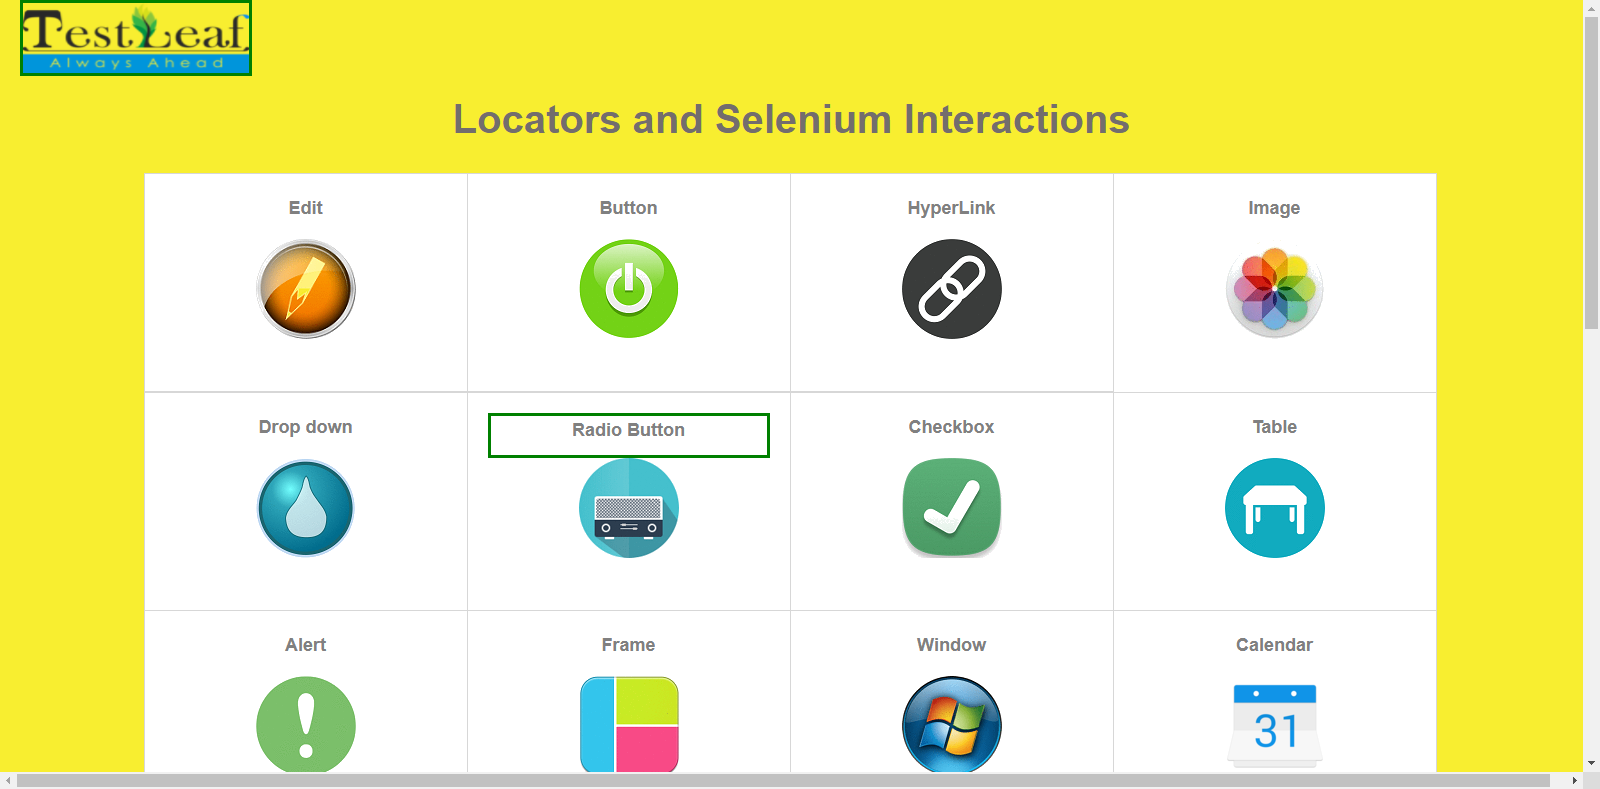 TestLeaf
Always Ahead
Locators and Selenium Interactions
Edit
Button
HyperLink
Image
Drop down
Radio Button
Checkbox
Table
Alert
Frame
Window
Calendar
31